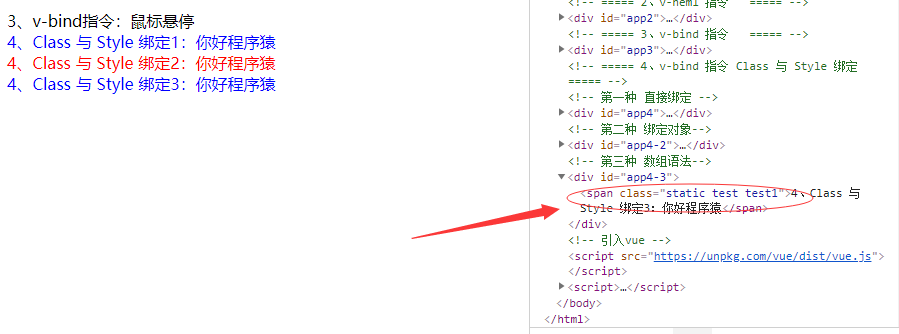 3、v-bind指令：鼠标悬停
4、Class 与 Style 绑定1：你好程序猿
4、Class 与 Style 绑定2：你好程序猿
4、Class 与 Style 绑定3：你好程序猿
<div id="app2">…</div>
<!-- ===== 3、v-bind 指令   ===== -->
<div id="app3">…</div>
<!-- ===== 4、v-bind 指令 Class 与 Style 绑定
===== -->
<!-- 第一种 直接绑定 -->
<div id="app4">…</div>
<!-- 第二种 绑定对象-->
<div id="app4-2">…</div>
<!-- 第三种 数组语法-->
<div id="app4-3">
<span class="static test test1">4、Class 与
Style 绑定3：你好程序猿</span>
</div>
<!-- 引入vue -->
<script src="https://unpkg.com/vue/dist/vue.js">
</script>
<script>…</script>
</body>
</html>